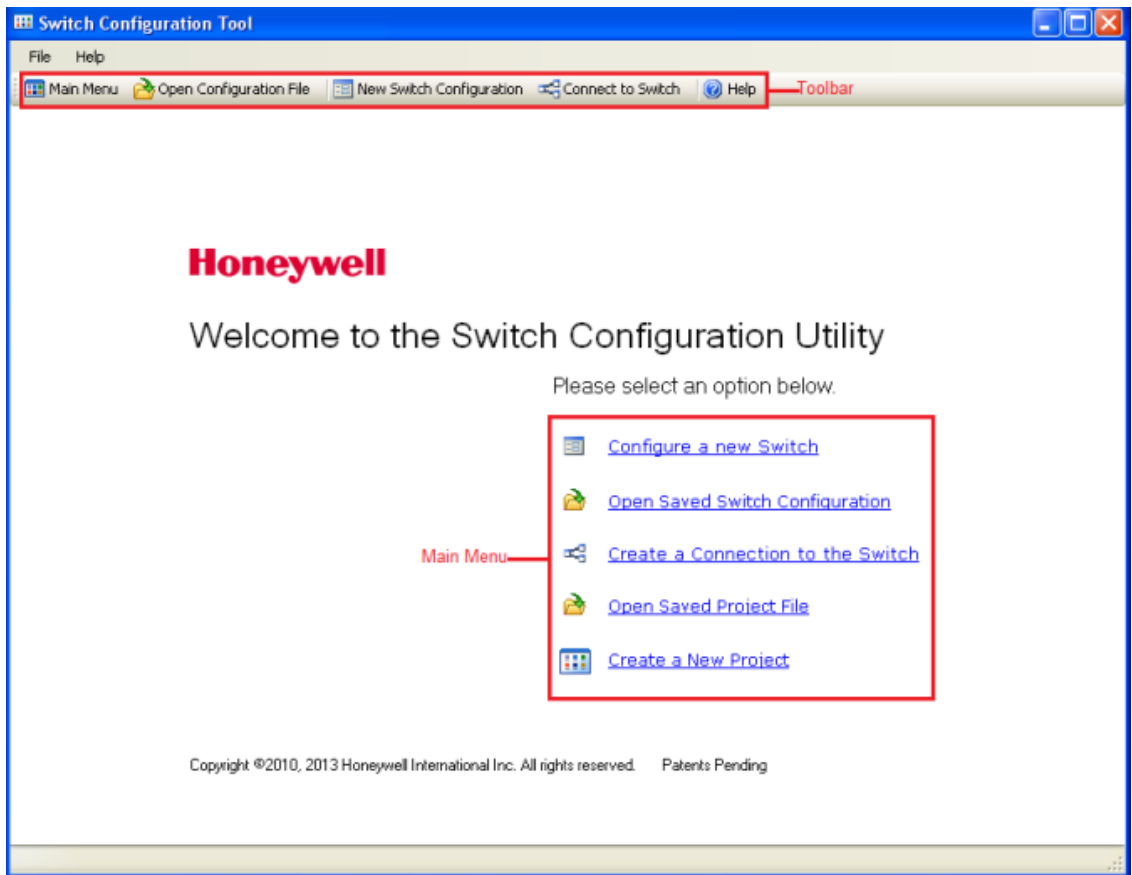 Switch Configuration Tool
File Help
Main Menu Open Configuration File New Switch Configuration Connect to Switch Help Toolbar
Honeywell
Welcome to the Switch Configuration Utility
Please select an option below.
Configure a new Switch
Open Saved Switch Configuration
Main Menu Create a Connection to the Switch
Open Saved Project File
Create a New Project
Copyright ©2010, 2013 Honeywell International Inc. All rights reserved. Patents Pending